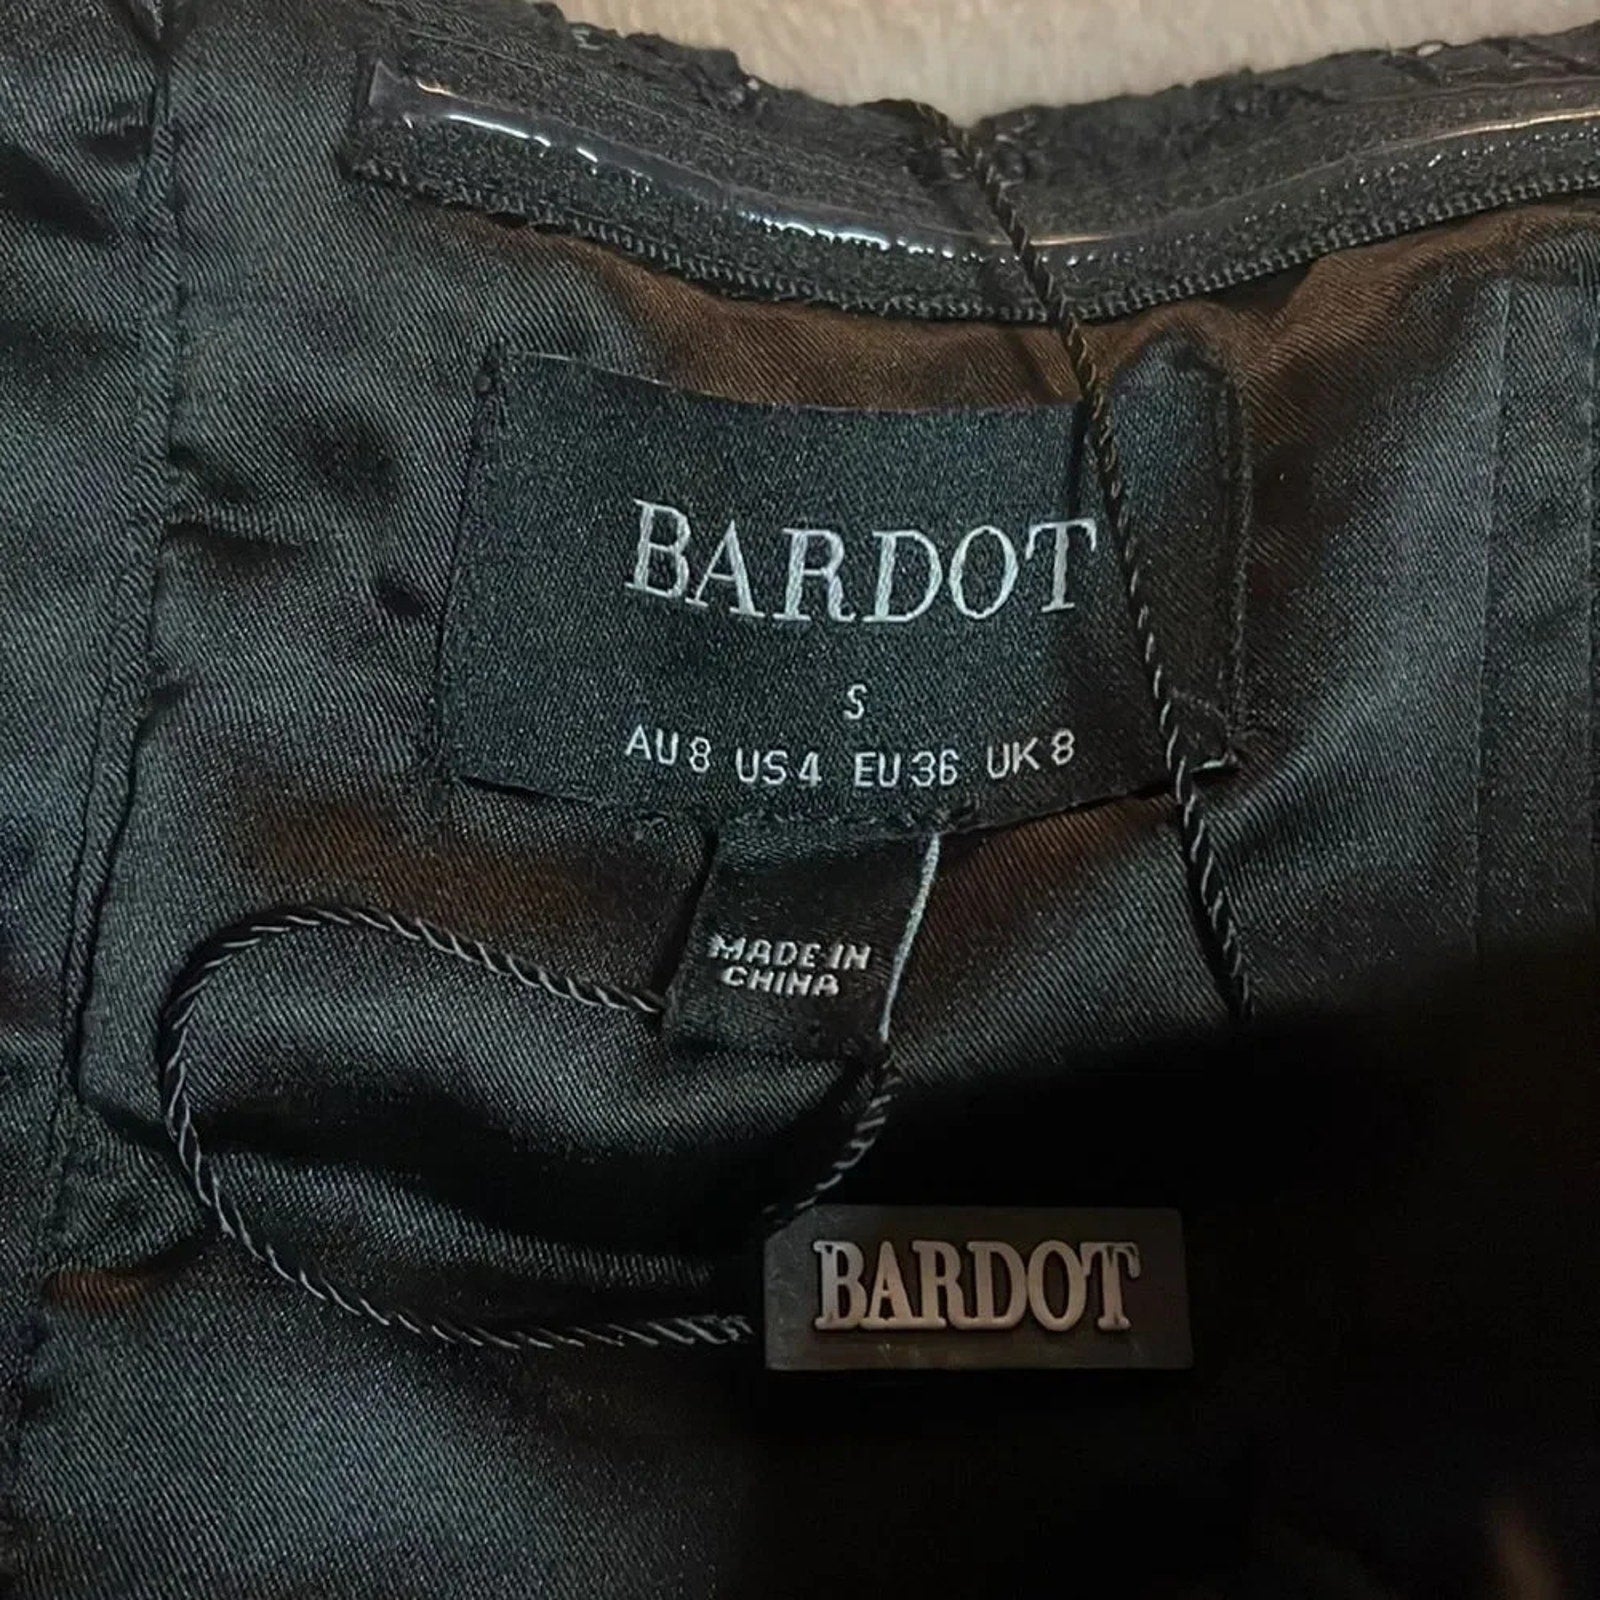 BARDOT
S
AU 8 US 4 EU 36 UK 8
MADE IN
CHINA
BARDOT